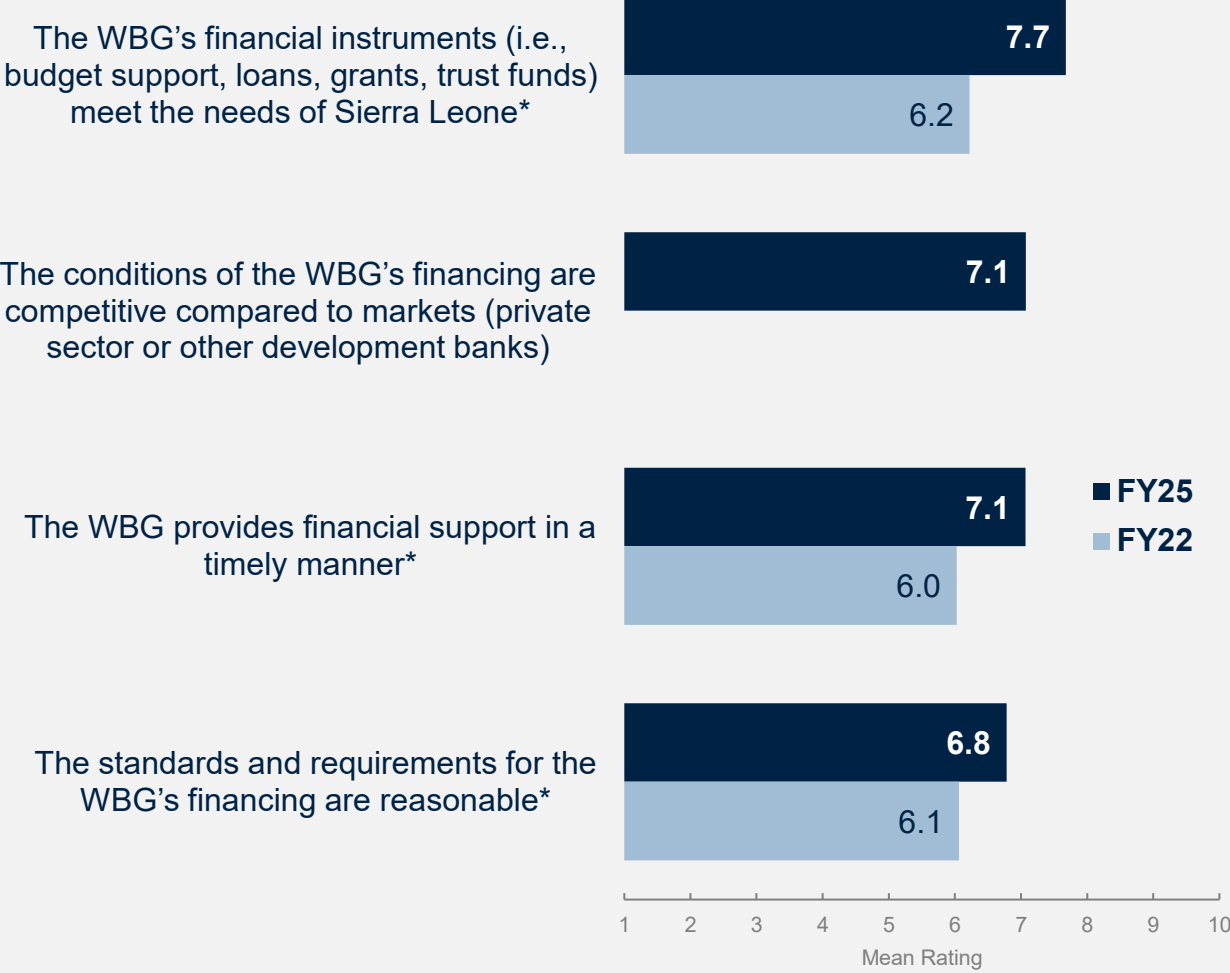 The WBG’s financial instruments (i.e.,
budget support, loans, grants, trust funds)
meet the needs of Sierra Leone*
7.7
6.2
The conditions of the WBG’s financing are
competitive compared to markets (private
sector or other development banks)
7.1
The WBG provides financial support in a
timely manner*
7.1
6.0
FY25
FY22
The standards and requirements for the
WBG’s financing are reasonable*
6.8
6.1
1 2 3 4 5 6 7 8 9 10
Mean Rating